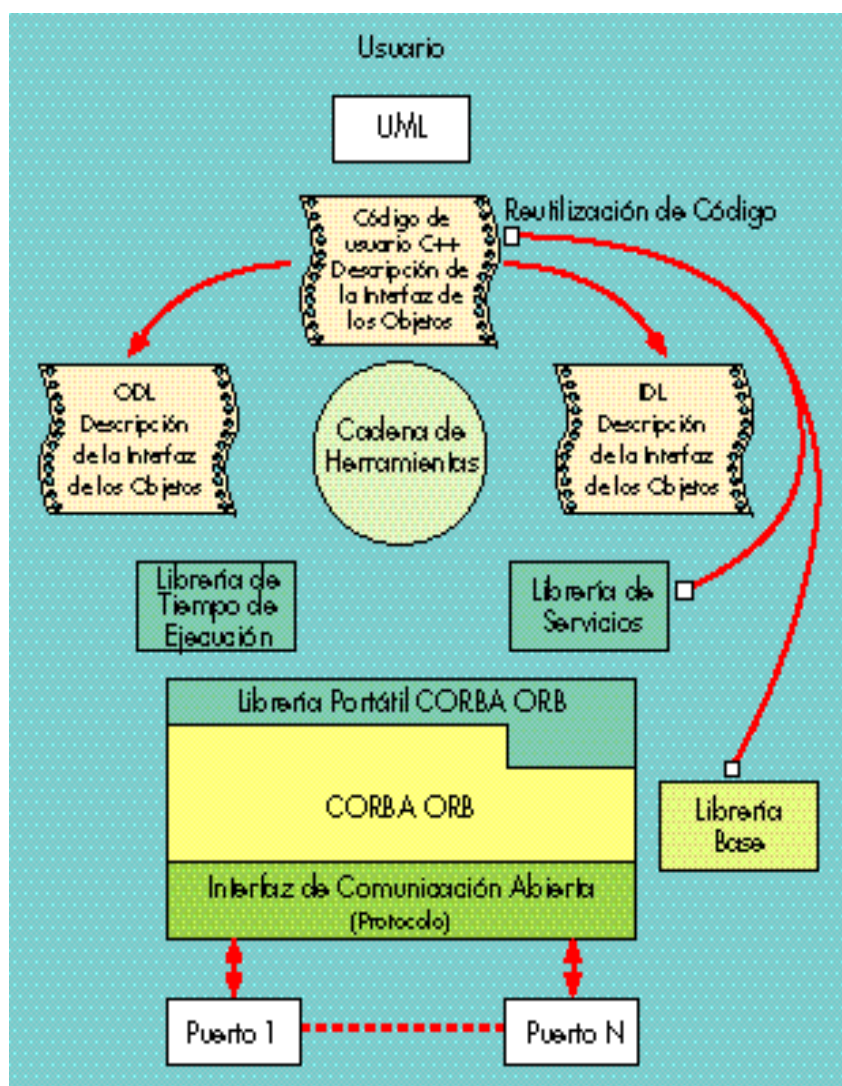 Usuario
UML
Reutilización de Código
Código de
usuario C++
Descripción de
la Interfaz de
los Objetos
ODL
Descripción
de la Interfaz
de los Objetos
Cadena de
Herramientas
IDL
Descripción
de la Interfaz
de los Objetos
Librería de
Tiempo de
Ejecución
Librería de
Servicios
Librería Portátil CORBA ORB
CORBA ORB
Librería
Base
Interfaz de Comunicación Abierta
(Protocolo)
Puerto 1
Puerto N